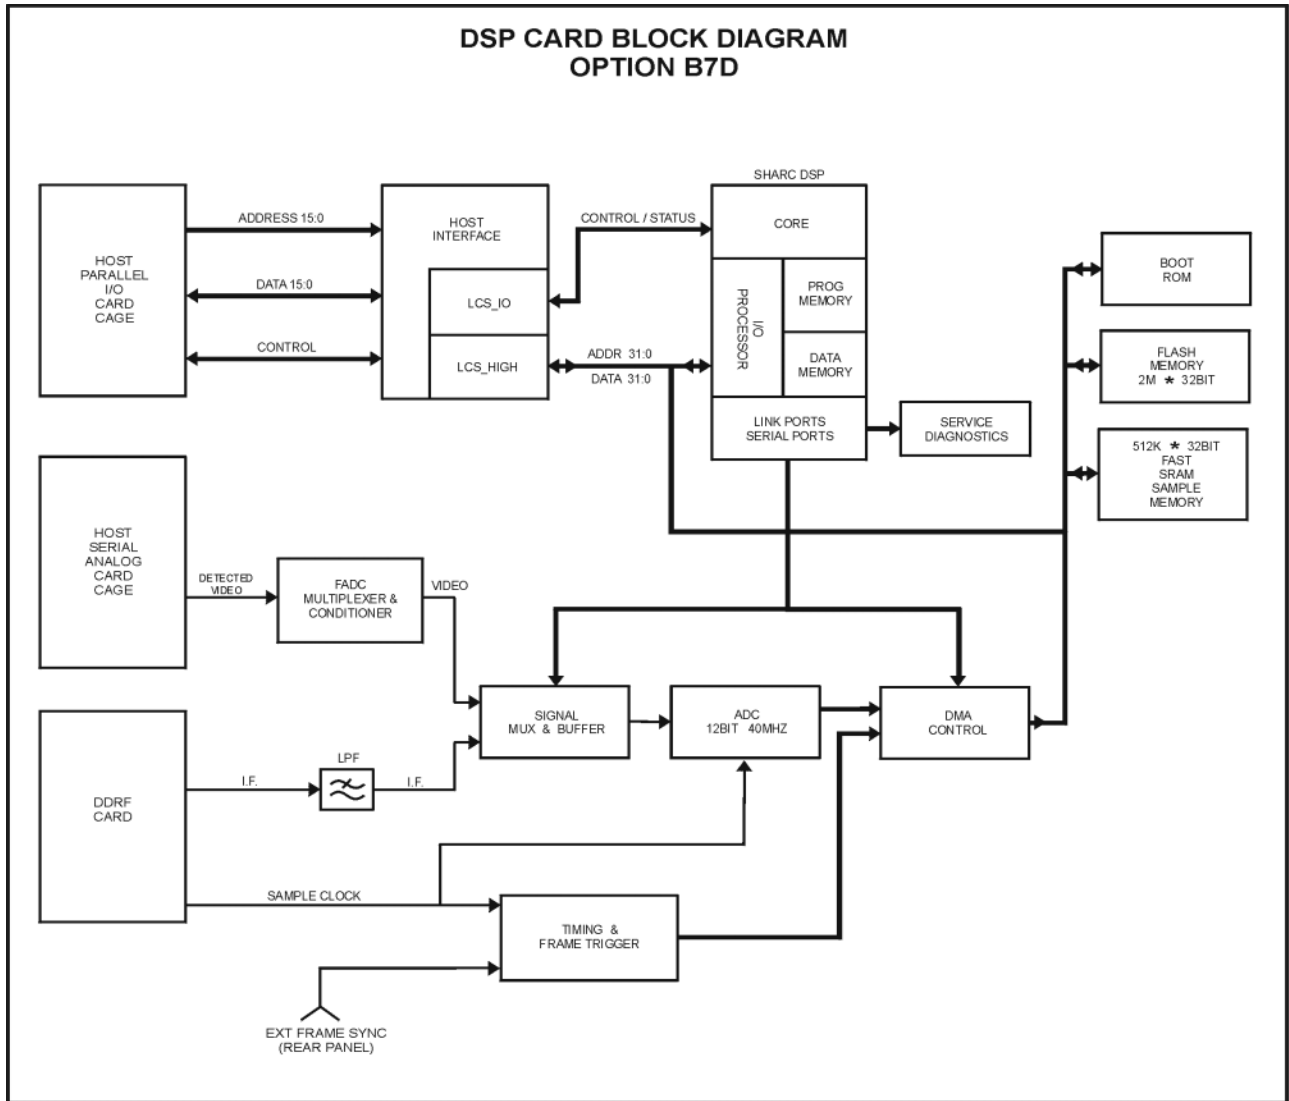 DSP CARD BLOCK DIAGRAM
OPTION B7D
HOST
PARALLEL
I/O
CARD
CAGE
ADDRESS 15:0
DATA 15:0
CONTROL
HOST
INTERFACE
LCS_IO
LCS_HIGH
CONTROL / STATUS
ADDR 31:0
DATA 31:0
SHARC DSP
CORE
I/O
PROCESSOR
PROG
MEMORY
DATA
MEMORY
LINK PORTS
SERIAL PORTS
SERVICE
DIAGNOSTICS
BOOT
ROM
FLASH
MEMORY
2M * 32BIT
512K * 32BIT
FAST
SRAM
SAMPLE
MEMORY
HOST
SERIAL
ANALOG
CARD
CAGE
DETECTED
VIDEO
FADC
MULTIPLEXER &
CONDITIONER
VIDEO
SIGNAL
MUX & BUFFER
ADC
12BIT 40MHZ
DMA
CONTROL
DDRF
CARD
I.F.
LPF
I.F.
SAMPLE CLOCK
TIMING &
FRAME TRIGGER
EXT FRAME SYNC
(REAR PANEL)